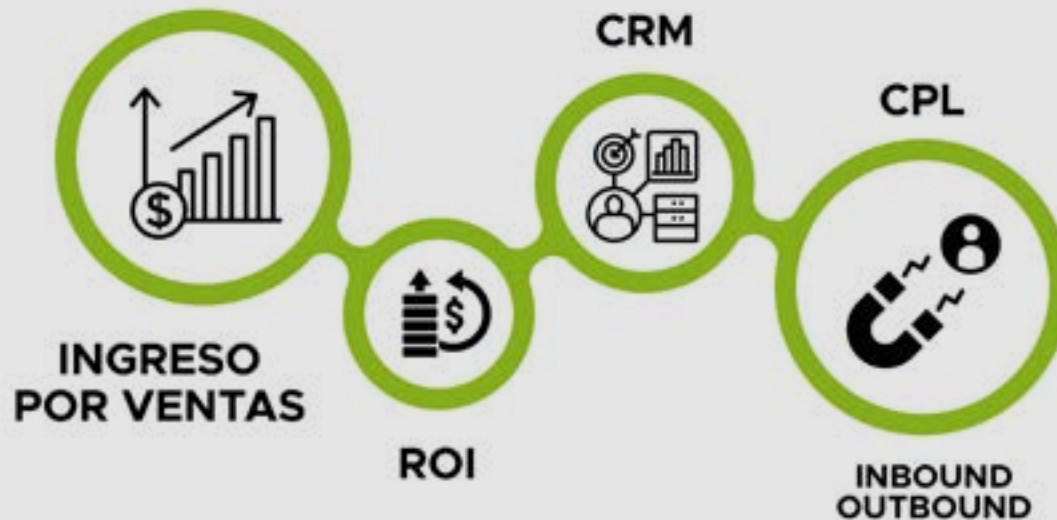 CRM
CPL
$
INGRESO
POR VENTAS
$
ROI
INBOUND
OUTBOUND